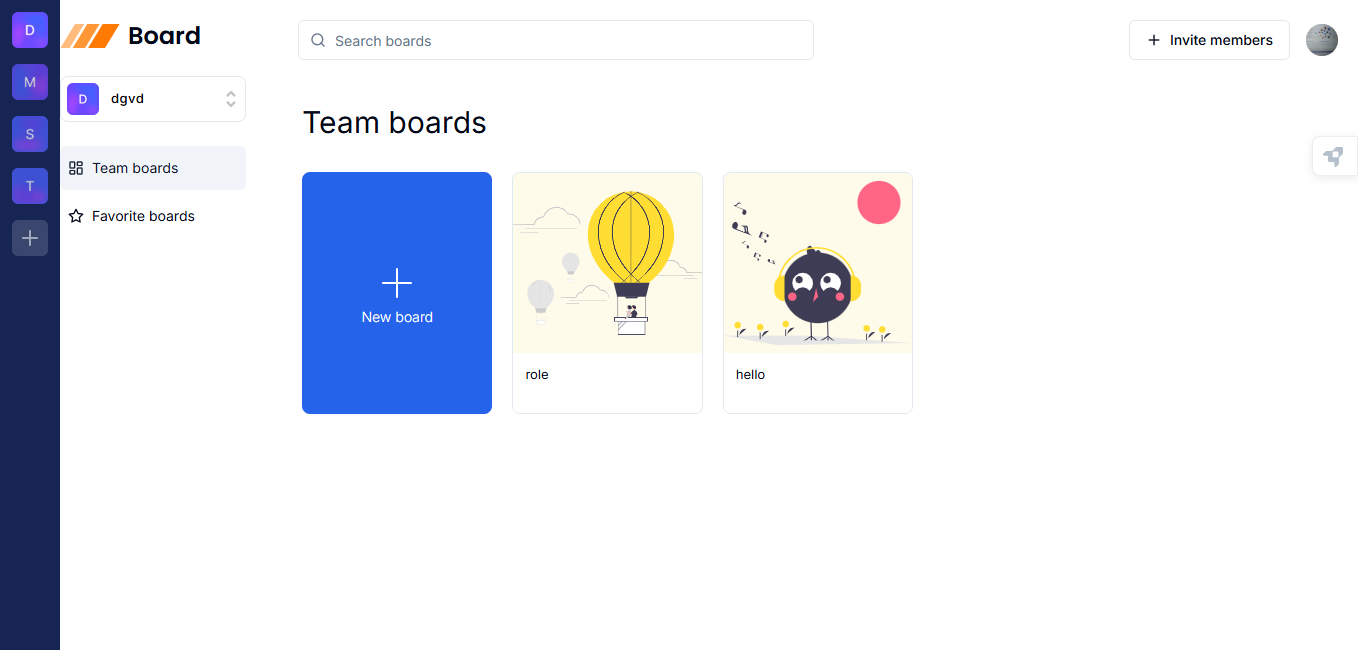 D
M
S
T
Board
D dgvd
Team boards
Favorite boards
Search boards
Invite members
Team boards
New board
role
hello